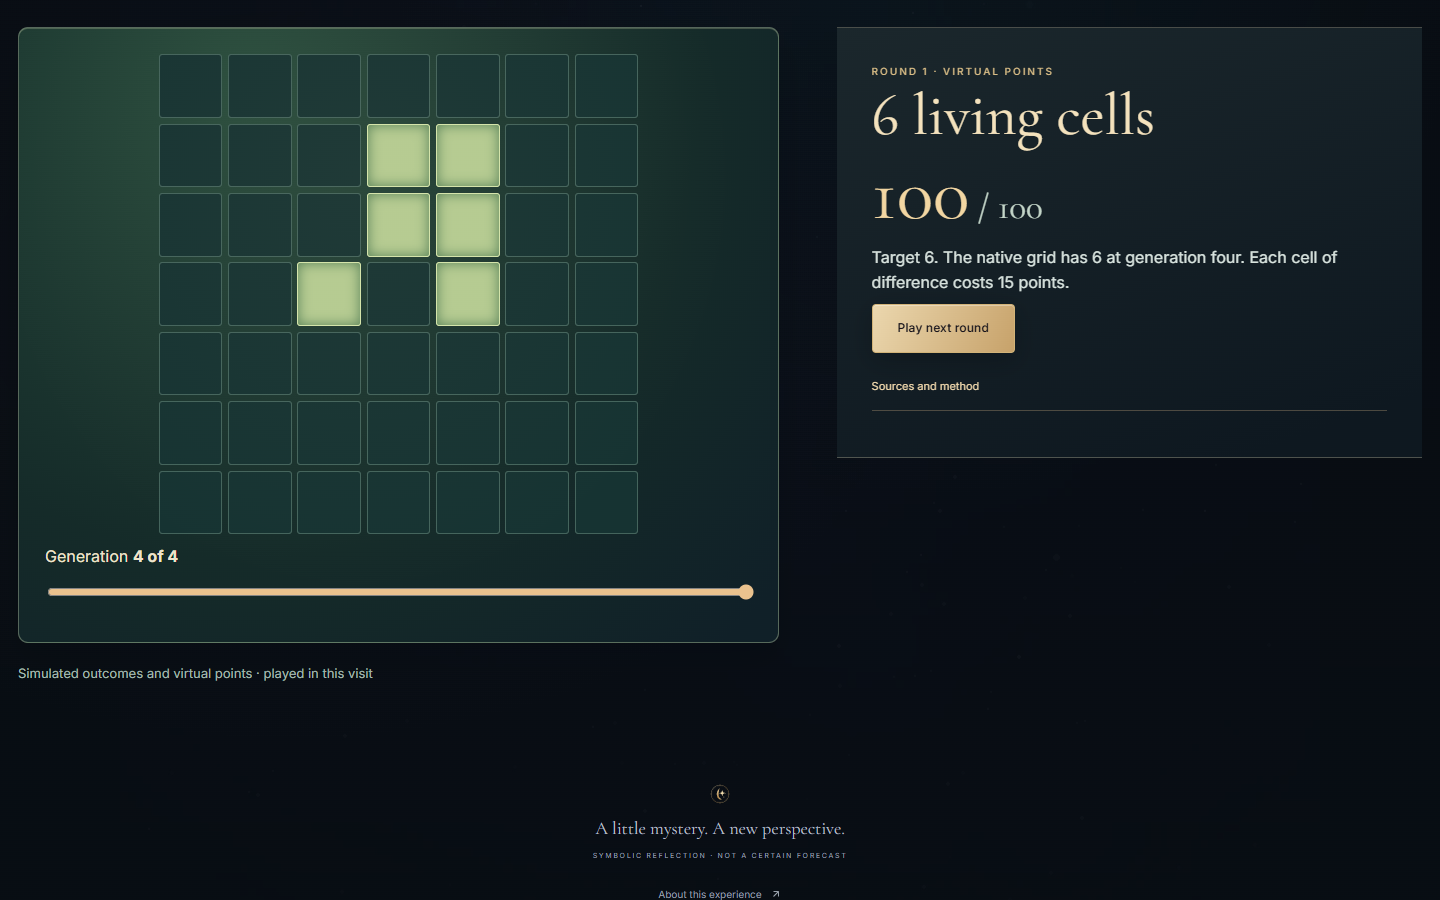 ROUND 1 · VIRTUAL POINTS
6 living cells
100 / 100
Target 6. The native grid has 6 at generation four. Each cell of
difference costs 15 points.
Play next round
Sources and method
Generation 4 of 4
Simulated outcomes and virtual points · played in this visit
A little mystery. A new perspective.
SYMBOLIC REFLECTION · NOT A CERTAIN FORECAST
About this experience ↗